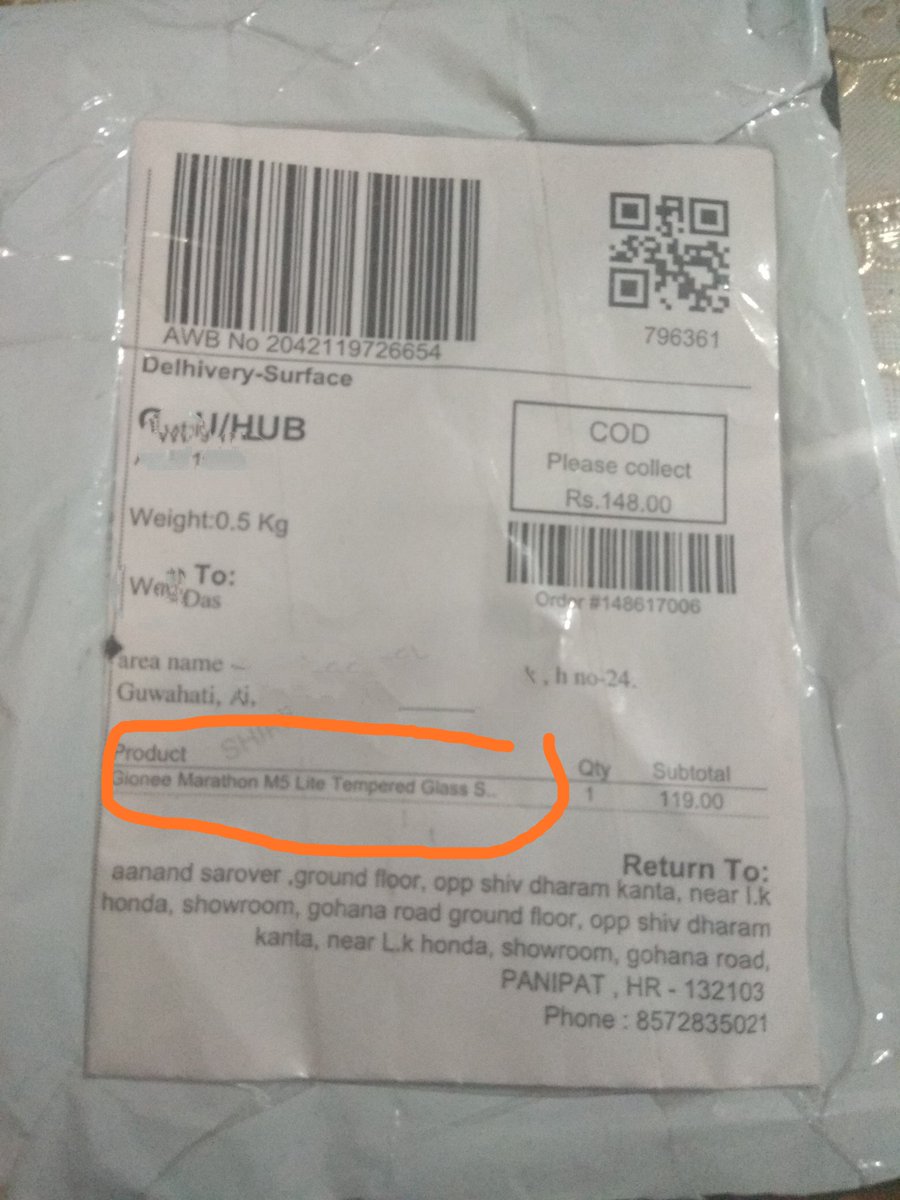 AWB No 2042119726654
796361
Delhivery-Surface
/HUB
COD
Please collect
Rs.148.00
Weight:0.5 Kg
Order #148617006
To:
Das
area name -
, h no-24.
Guwahati,
Product Qty Subtotal
Gionee Marathon M5 Lite Tempered Glass S.. 1 119.00
Return To:
aanand sarover ,ground floor, opp shiv dharam kanta, near l.k
honda, showroom, gohana road ground floor, opp shiv dharam
kanta, near L.k honda, showroom, gohana road,
PANIPAT , HR - 132103
Phone : 8572835021